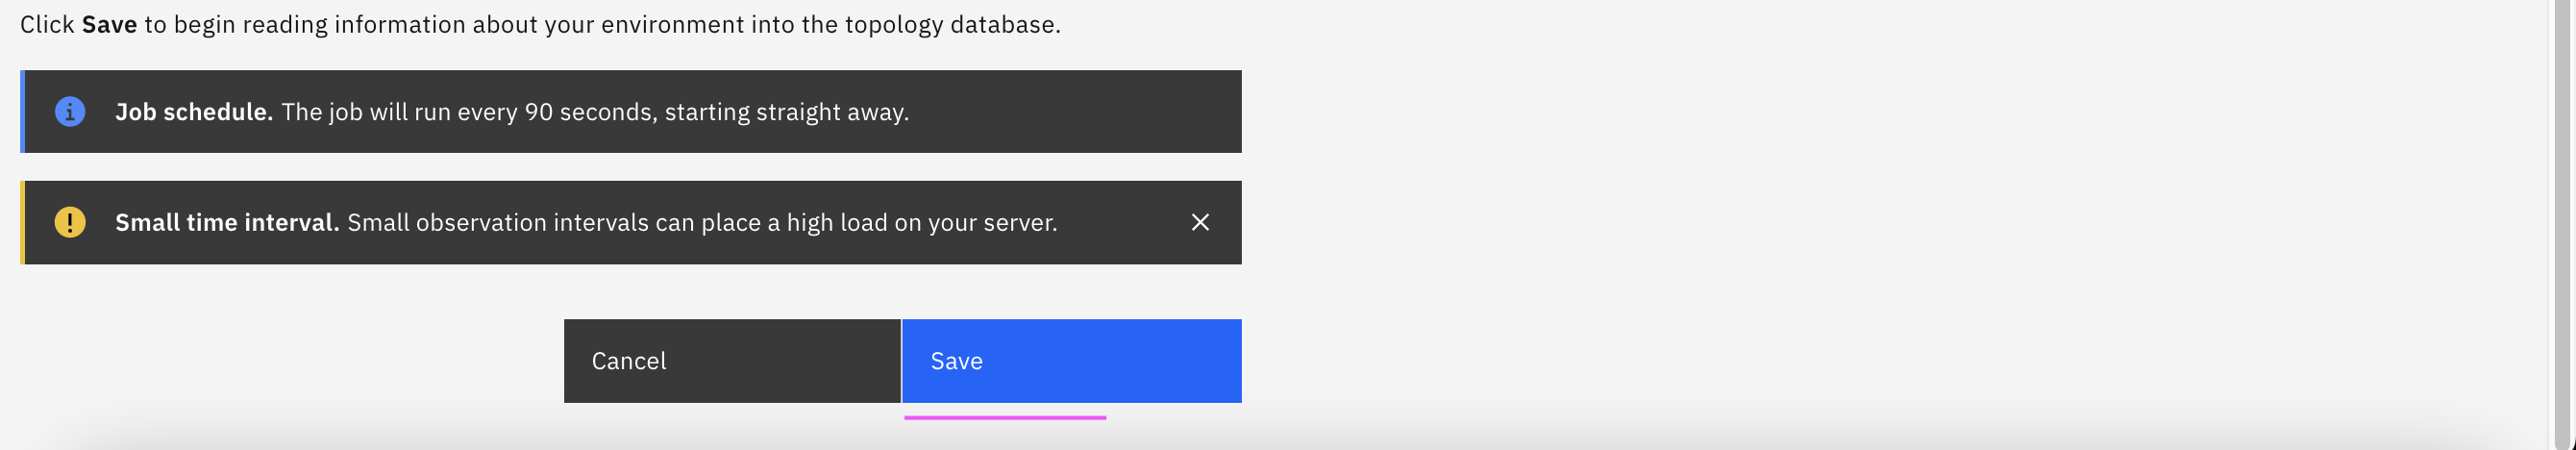 Click Save to begin reading information about your environment into the topology database.
Job schedule. The job will run every 90 seconds, starting straight away.
Small time interval. Small observation intervals can place a high load on your server.
Cancel
Save